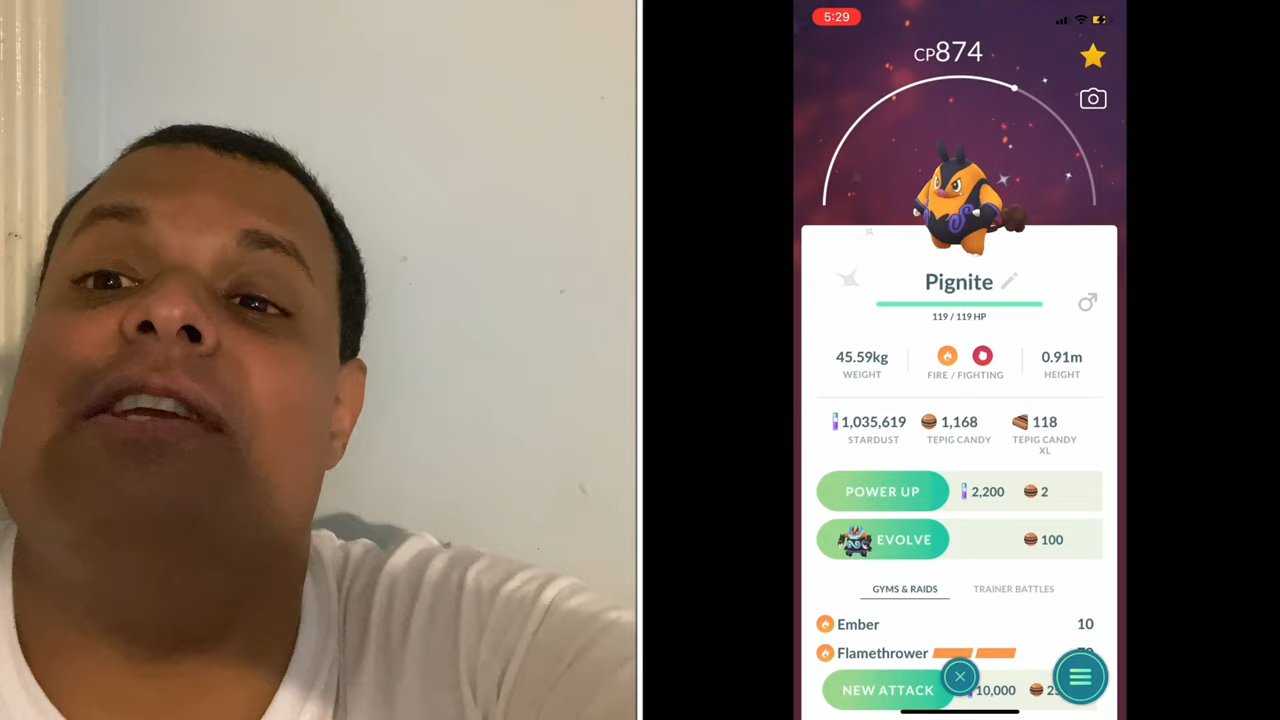 5:29
CP874
Pignite
119 / 119 HP
45.59kg 0.91m
WEIGHT FIRE / FIGHTING HEIGHT
1,035,619 1,168 118
STARDUST TEPIG CANDY TEPIG CANDY
XL
POWER UP 2,200 2
EVOLVE 100
GYMS & RAIDS TRAINER BATTLES
Ember 10
Flamethrower
NEW ATTACK 10,000